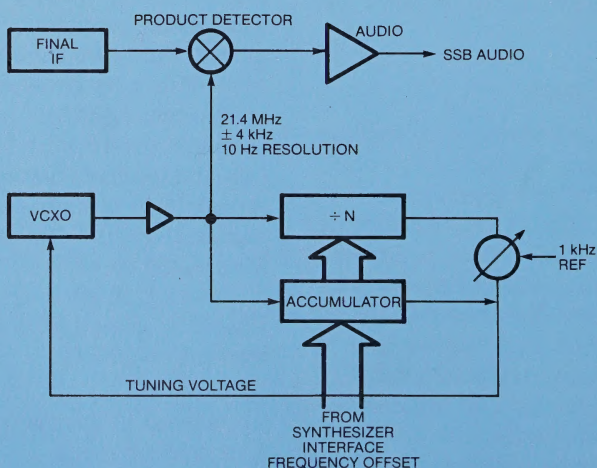 PRODUCT DETECTOR
FINAL
IF
AUDIO
SSB AUDIO
21.4 MHz
± 4 kHz
10 Hz RESOLUTION
VCXO
÷ N
1 kHz
REF
ACCUMULATOR
TUNING VOLTAGE
FROM
SYNTHESIZER
INTERFACE
FREQUENCY OFFSET